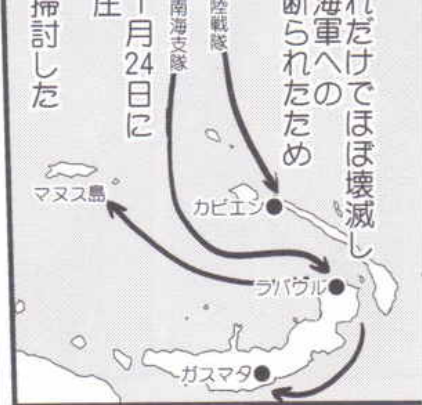 れだけでほぼ壊滅し
海軍への
断られたため
陸戦隊
南海支隊
1月24日に
圧
掃討した
カビエン
マヌス島
ラバウル
ガスマタ